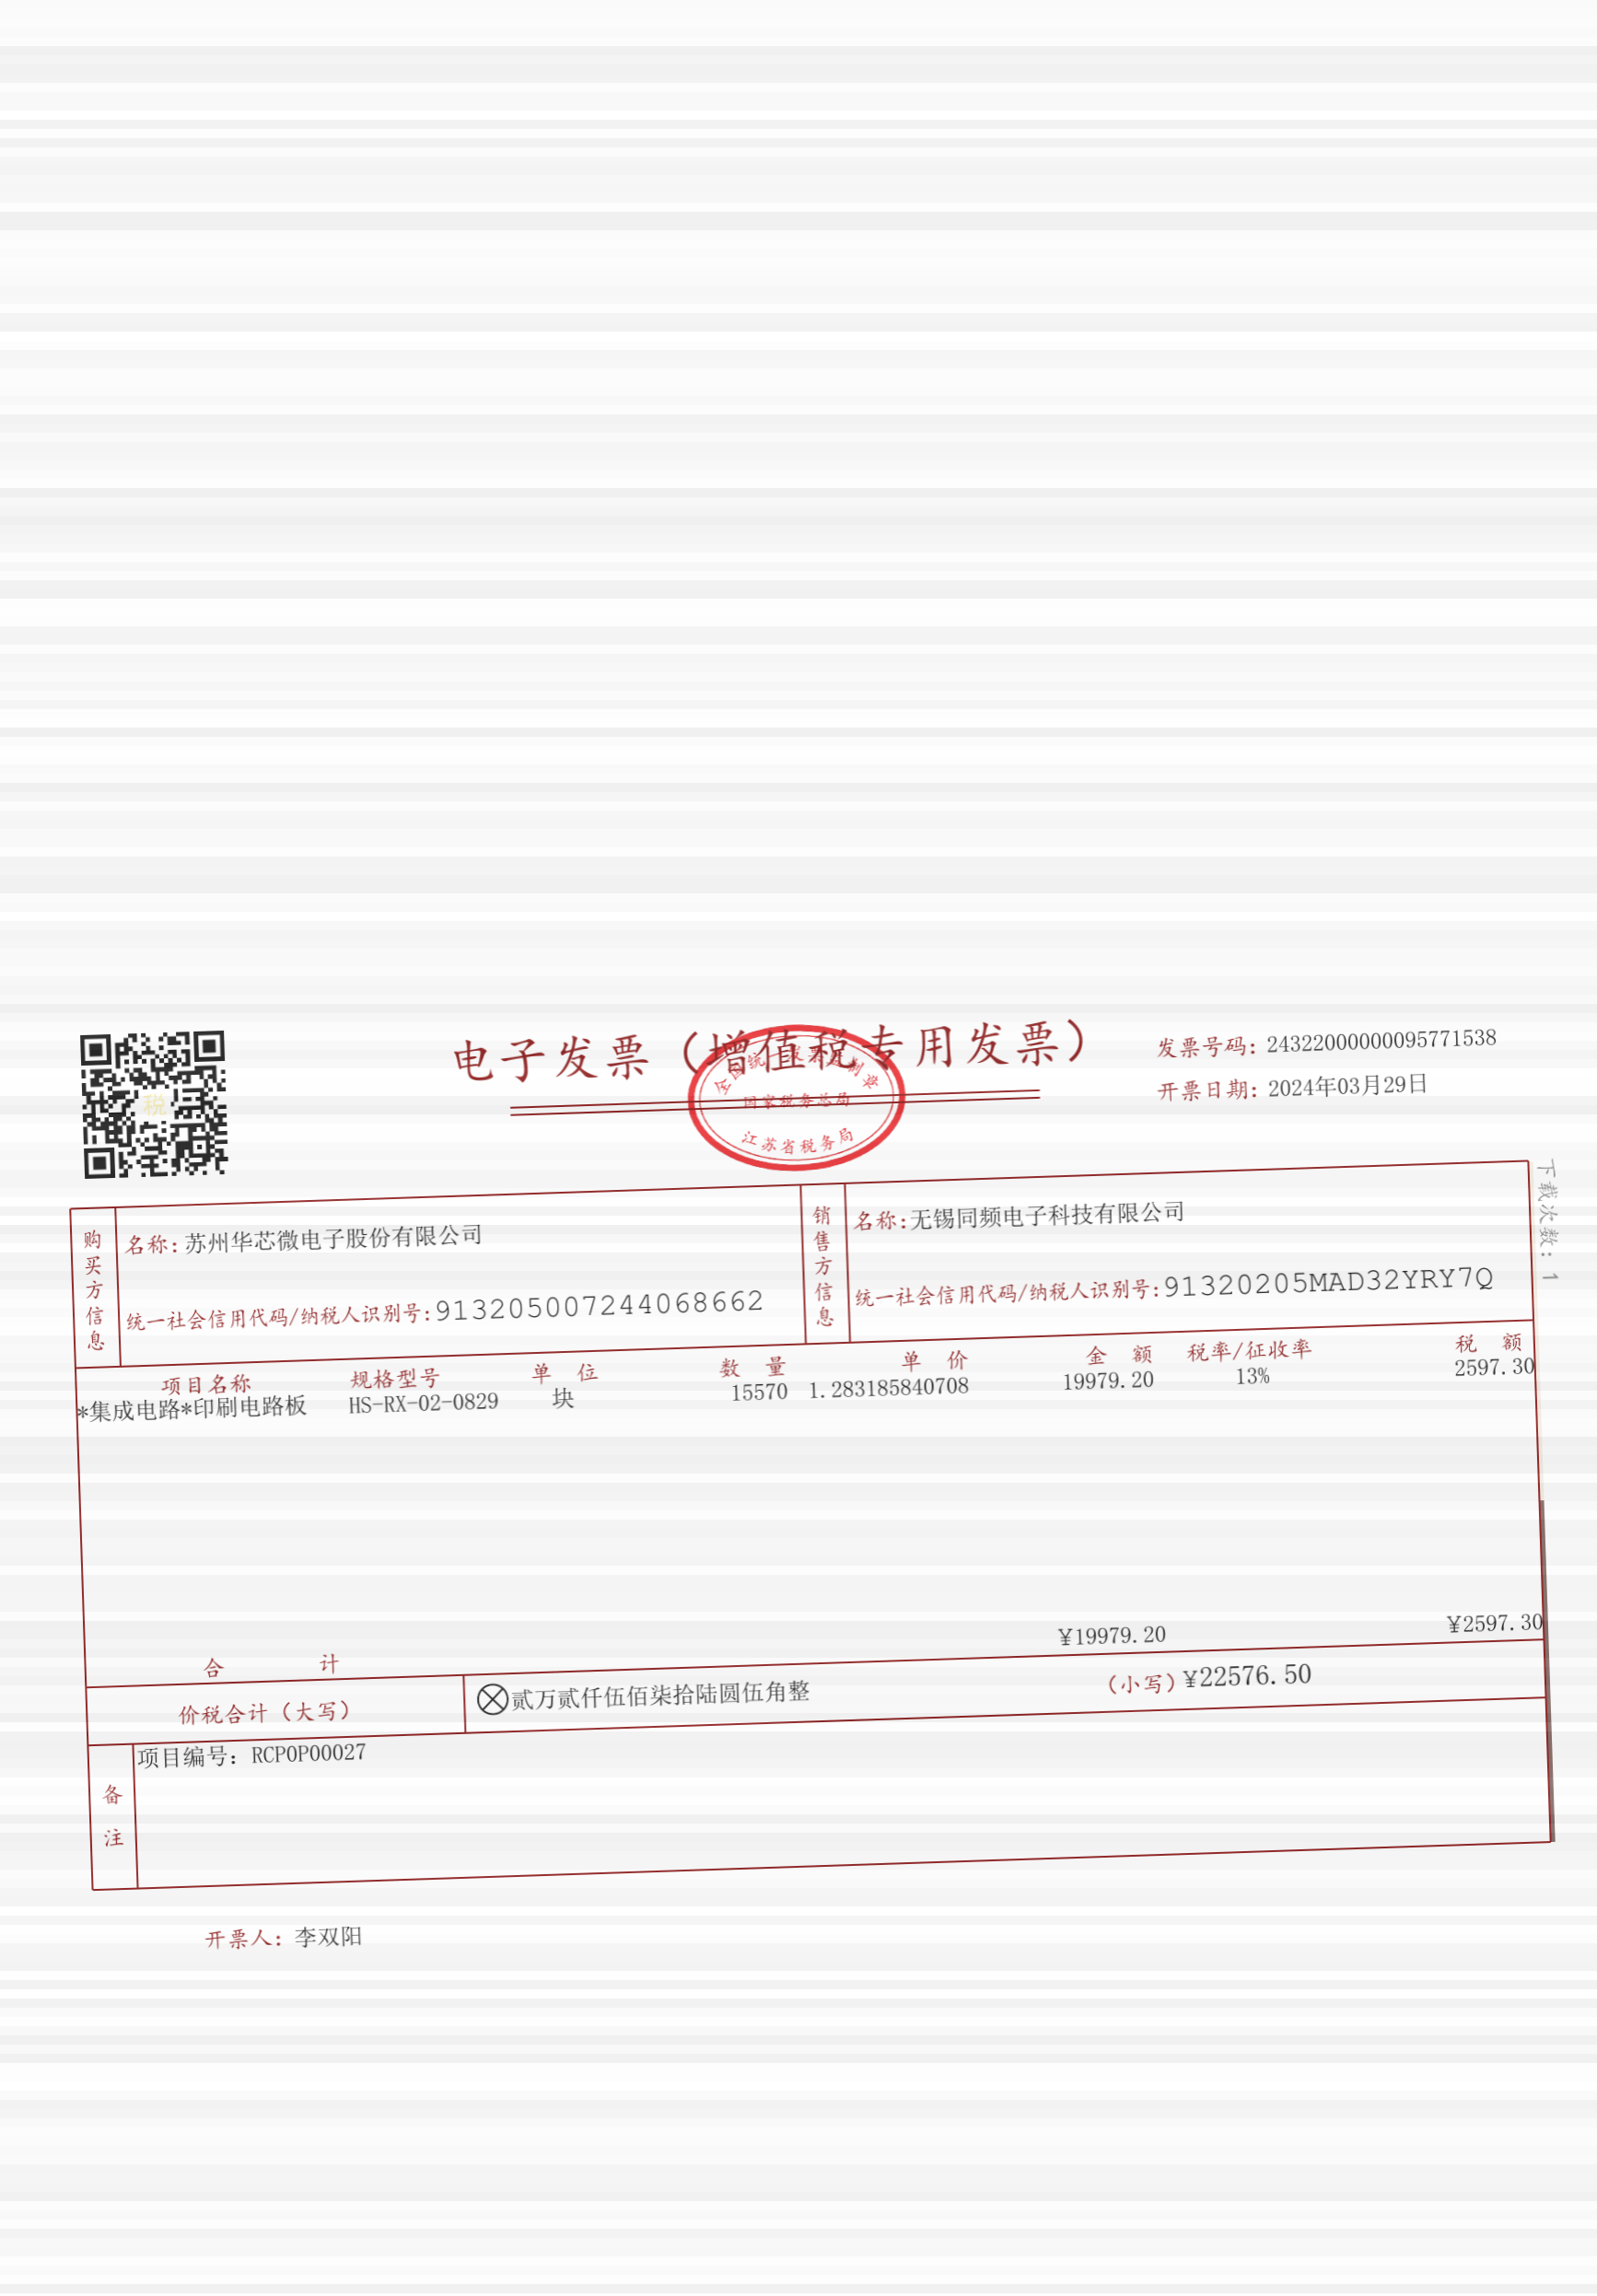 电子发票（增值税专用发票）
全国统一发票监制章
国家税务总局
江苏省税务局
税
发票号码：24322000000095771538
开票日期：2024年03月29日
下载次数：1
购买方信息
名称：苏州华芯微电子股份有限公司
统一社会信用代码/纳税人识别号：913205007244068662
销售方信息
名称：无锡同频电子科技有限公司
统一社会信用代码/纳税人识别号：91320205MAD32YRY7Q
项目名称 规格型号 单位 数量 单价 金额 税率/征收率 税额
*集成电路*印刷电路板 HS-RX-02-0829 块 15570 1.283185840708 19979.20 13% 2597.30
合计 ¥19979.20 ¥2597.30
价税合计（大写） 贰万贰仟伍佰柒拾陆圆伍角整 （小写）¥22576.50
备注
项目编号：RCPOP00027
开票人：李双阳